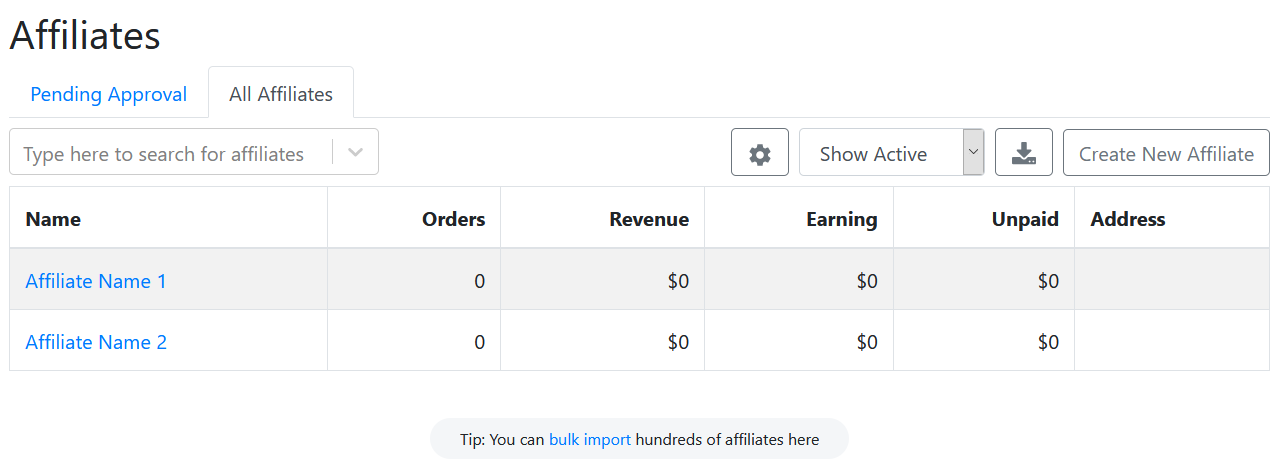 Affiliates
Pending Approval All Affiliates
Type here to search for affiliates Show Active Create New Affiliate
Name Orders Revenue Earning Unpaid Address
Affiliate Name 1 0 $0 $0 $0
Affiliate Name 2 0 $0 $0 $0
Tip: You can bulk import hundreds of affiliates here